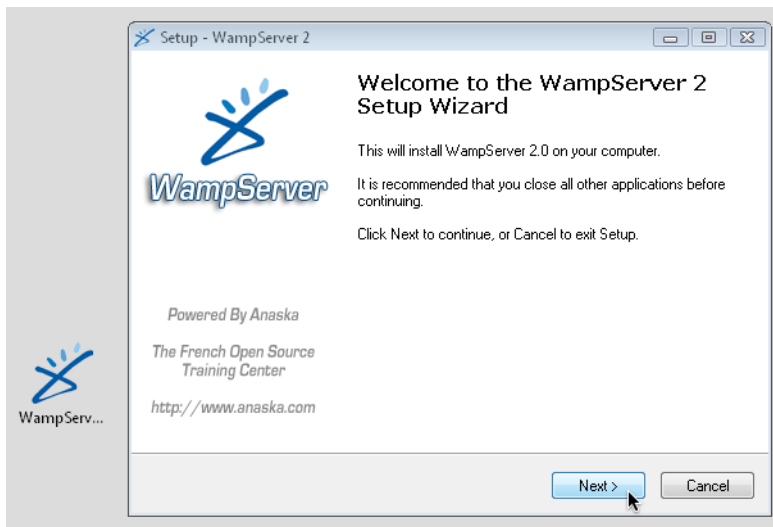 Setup - WampServer 2
WampServer
Welcome to the WampServer 2
Setup Wizard
This will install WampServer 2.0 on your computer.
It is recommended that you close all other applications before
continuing.
Click Next to continue, or Cancel to exit Setup.
Powered By Anaska
The French Open Source
Training Center
http://www.anaska.com
WampServ...
Next >
Cancel